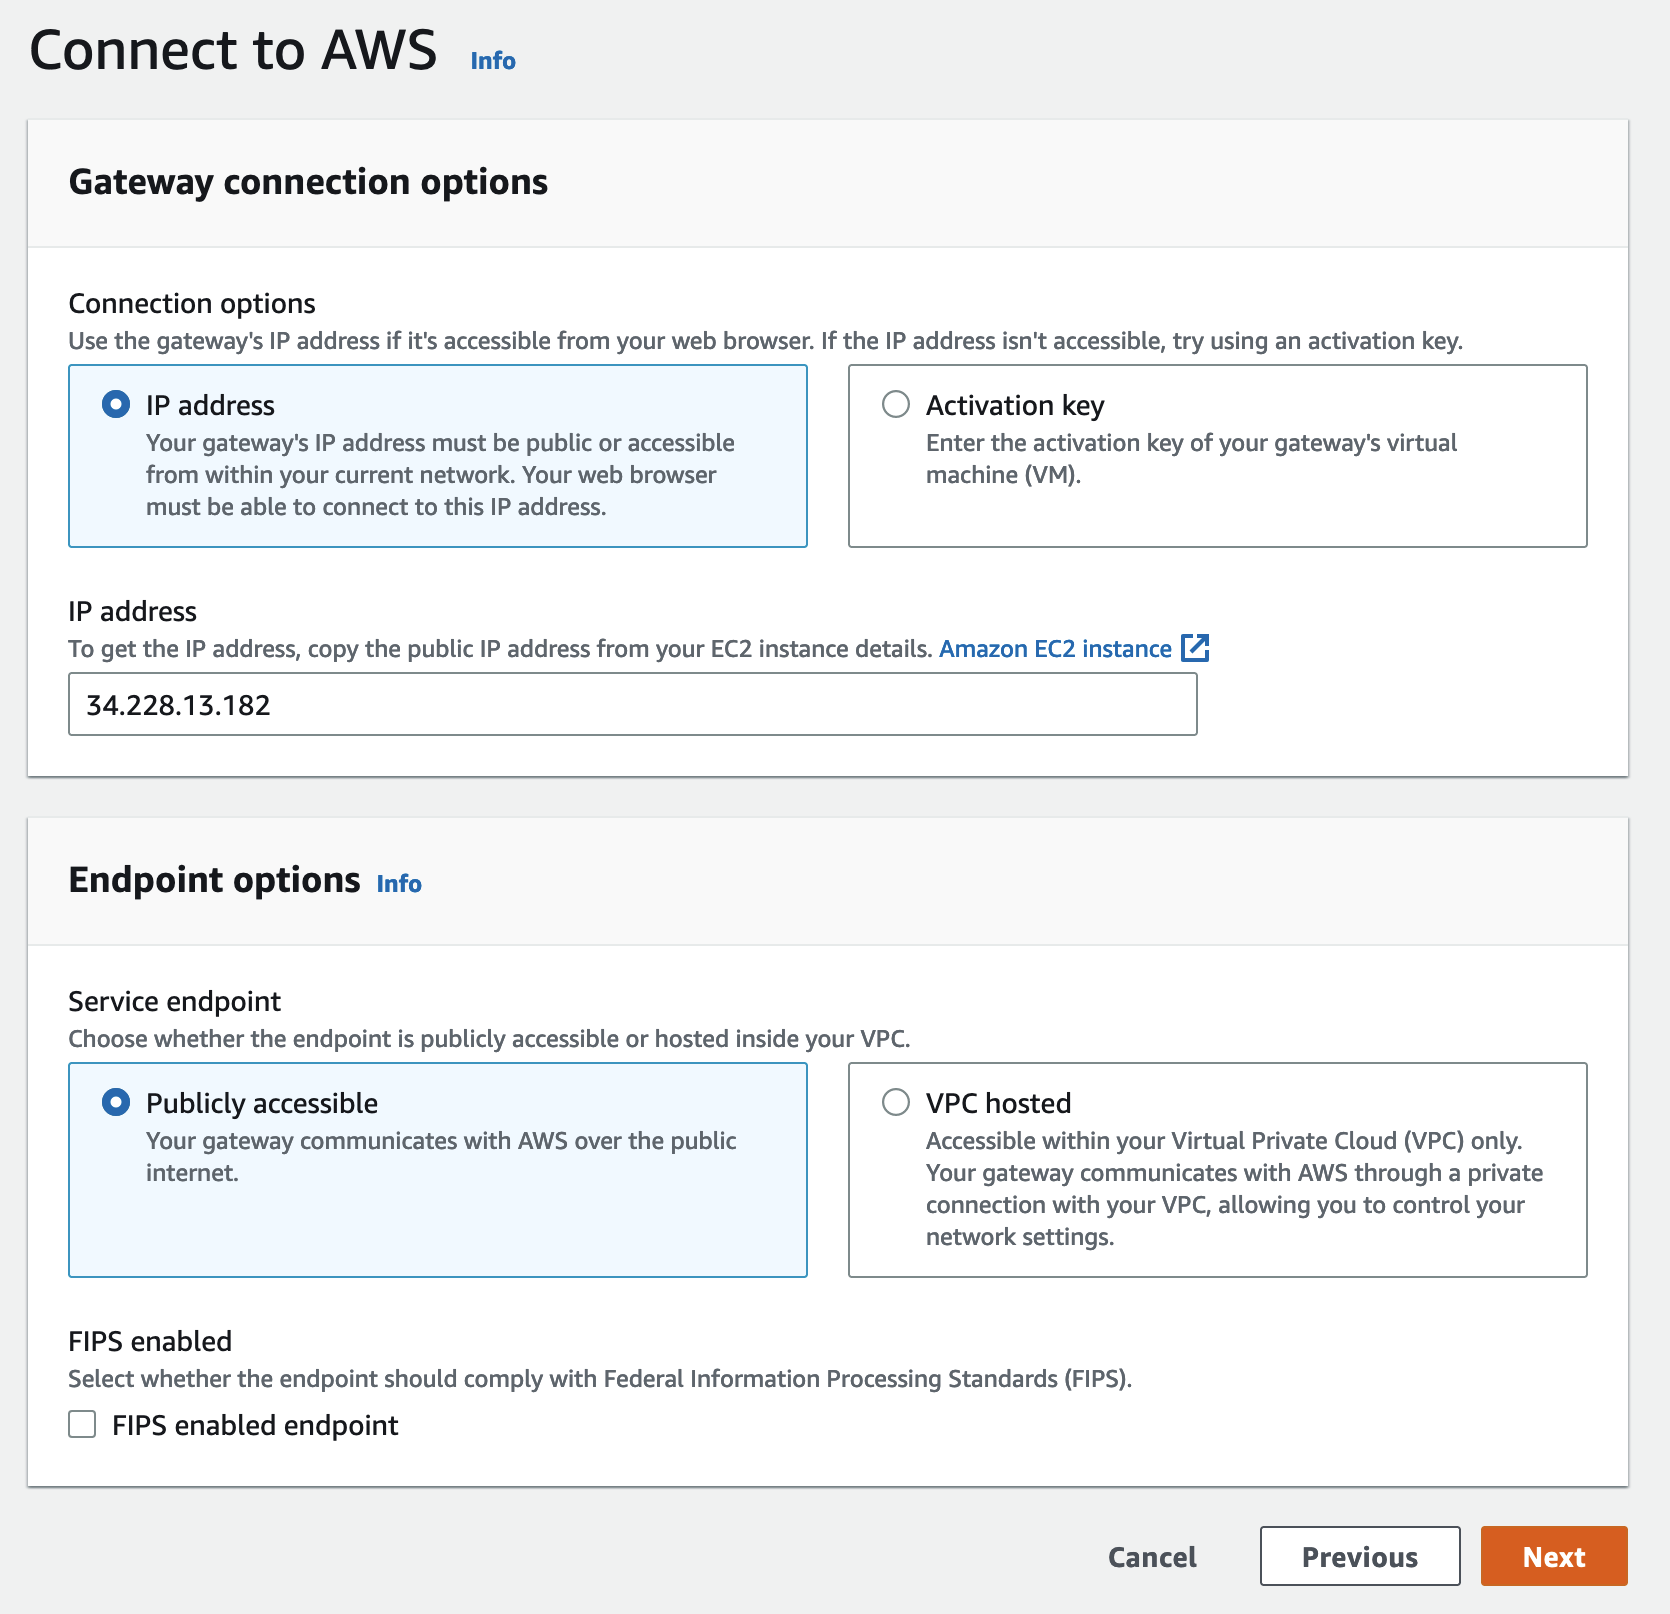 Connect to AWS Info
Gateway connection options
Connection options
Use the gateway's IP address if it's accessible from your web browser. If the IP address isn't accessible, try using an activation key.
IP address
Your gateway's IP address must be public or accessible
from within your current network. Your web browser
must be able to connect to this IP address.
Activation key
Enter the activation key of your gateway's virtual
machine (VM).
IP address
To get the IP address, copy the public IP address from your EC2 instance details. Amazon EC2 instance
34.228.13.182
Endpoint options Info
Service endpoint
Choose whether the endpoint is publicly accessible or hosted inside your VPC.
Publicly accessible
Your gateway communicates with AWS over the public
internet.
VPC hosted
Accessible within your Virtual Private Cloud (VPC) only.
Your gateway communicates with AWS through a private
connection with your VPC, allowing you to control your
network settings.
FIPS enabled
Select whether the endpoint should comply with Federal Information Processing Standards (FIPS).
FIPS enabled endpoint
Cancel Previous Next